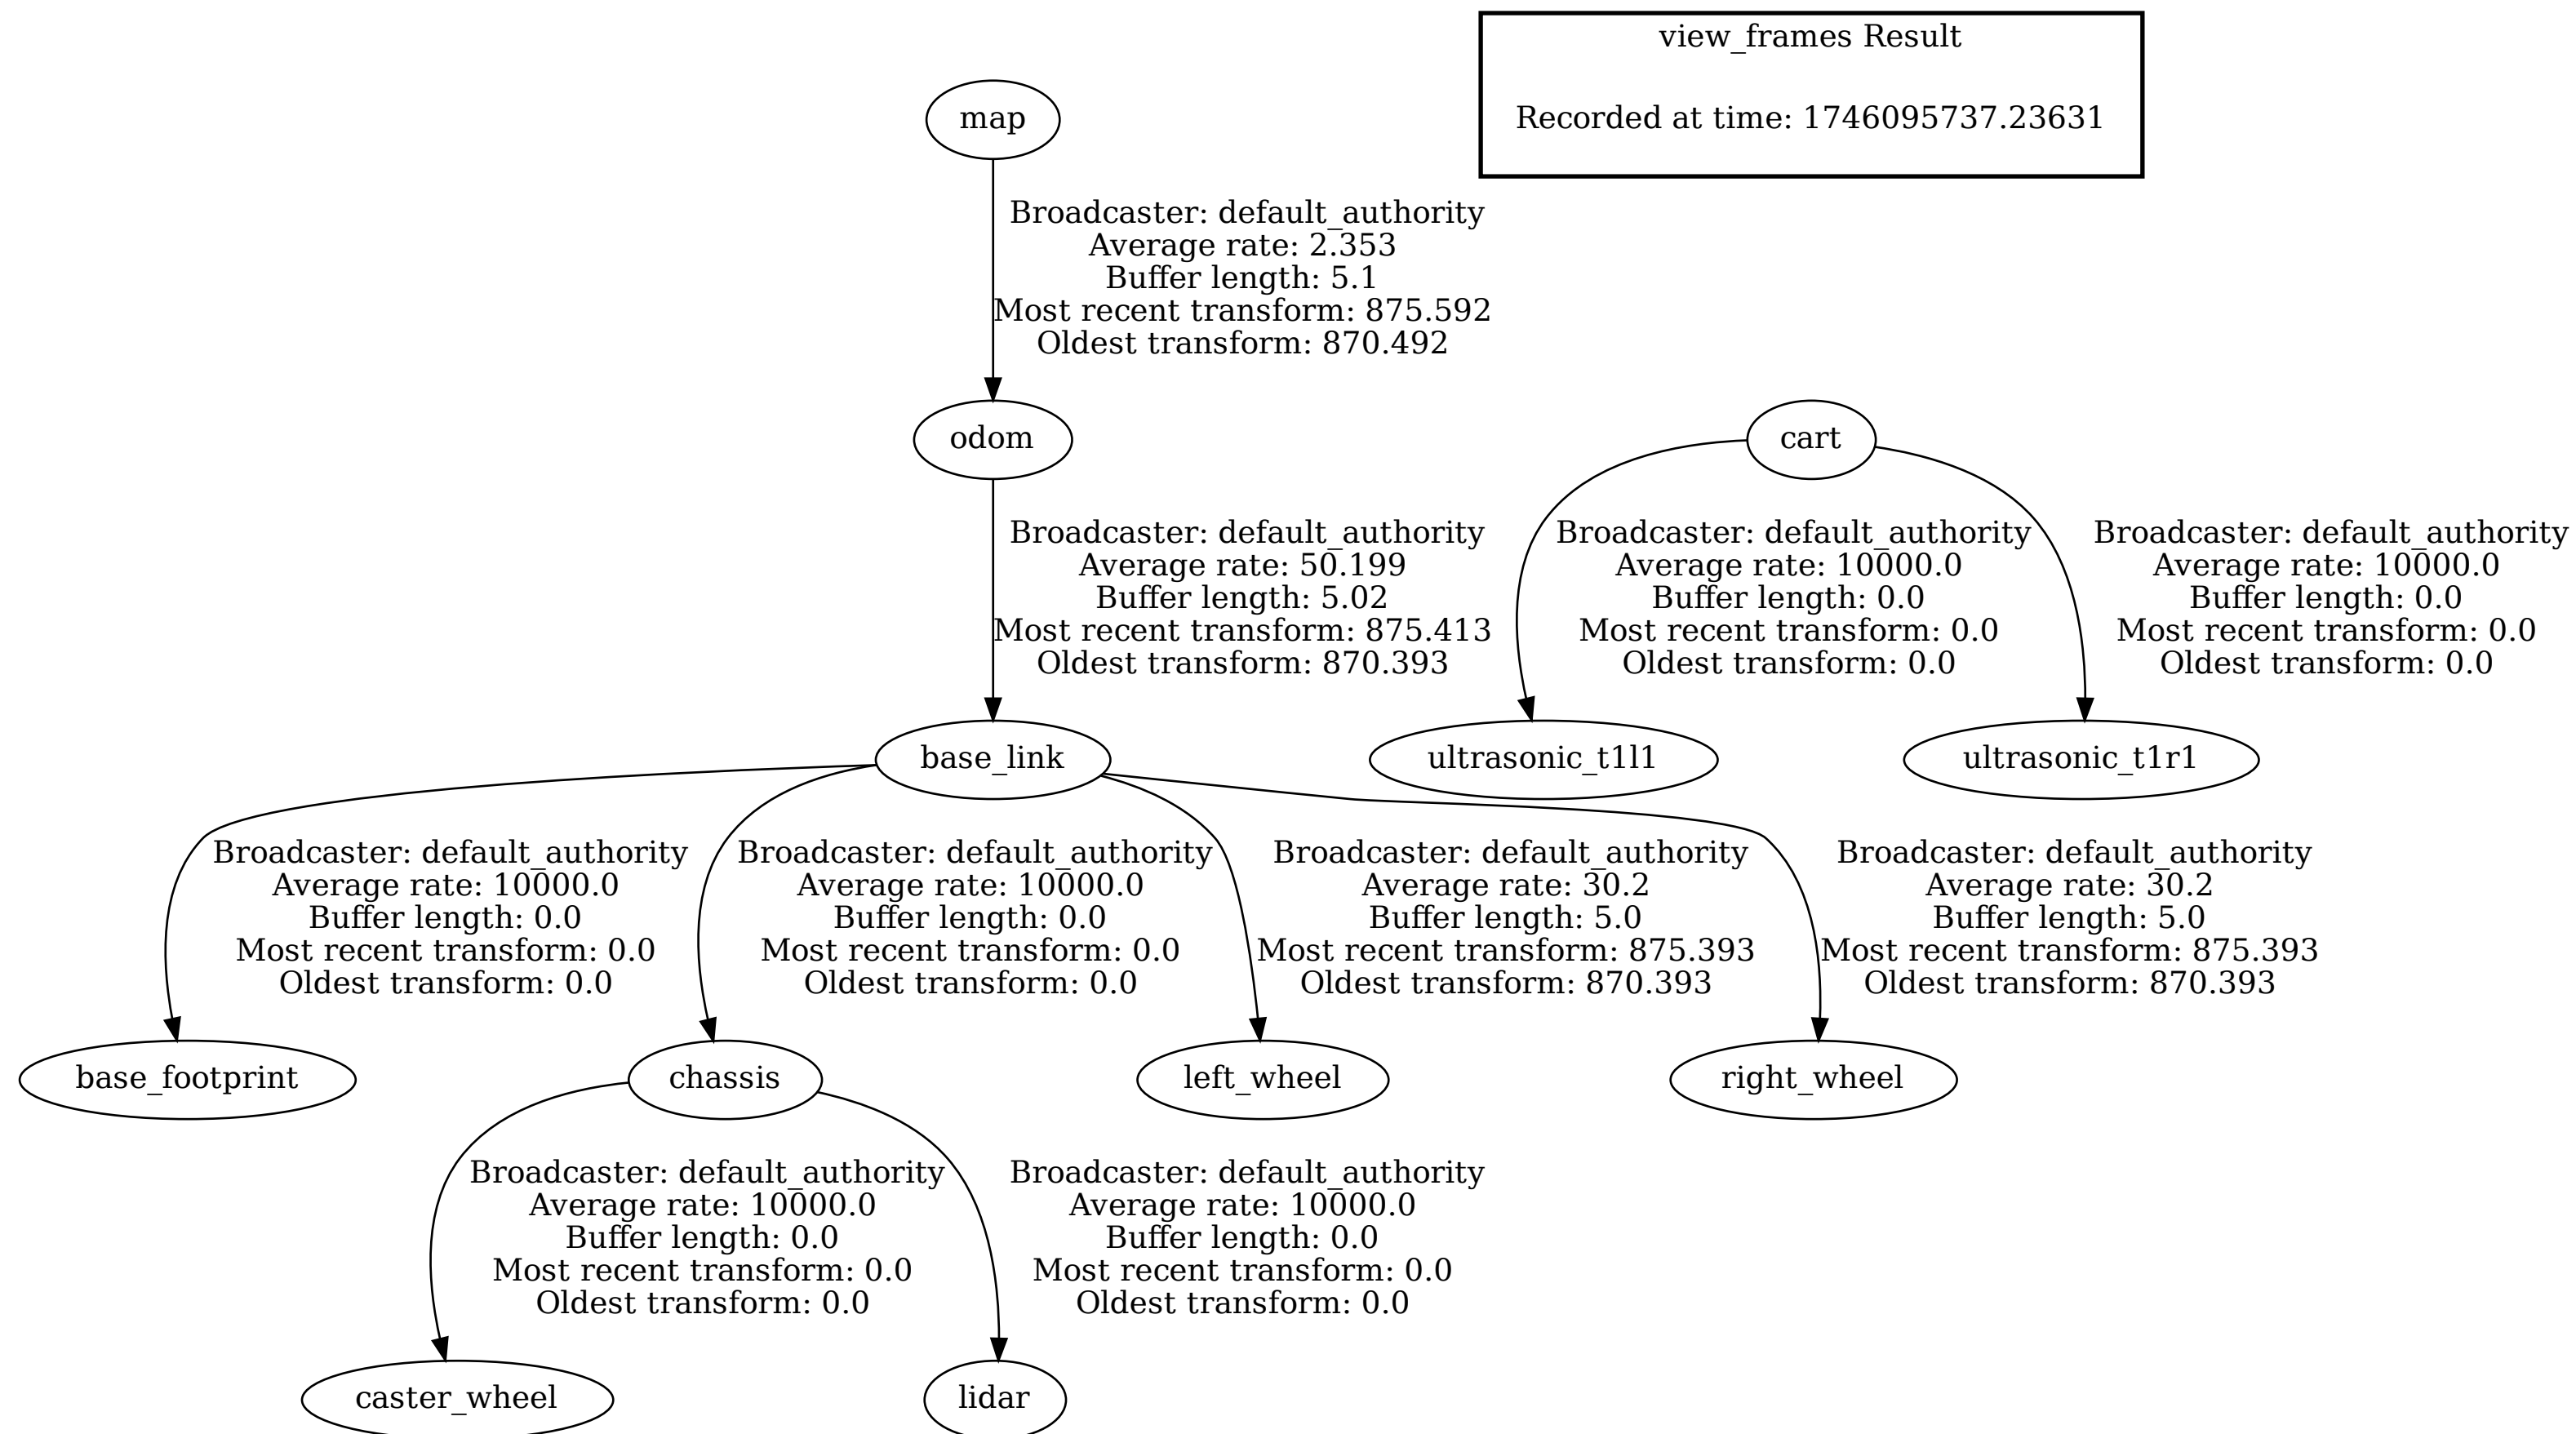 view_frames Result
Recorded at time: 1746095737.23631
map
Broadcaster: default_authority
Average rate: 2.353
Buffer length: 5.1
Most recent transform: 875.592
Oldest transform: 870.492
odom
cart
Broadcaster: default_authority
Average rate: 50.199
Buffer length: 5.02
Most recent transform: 875.413
Oldest transform: 870.393
Broadcaster: default_authority
Average rate: 10000.0
Buffer length: 0.0
Most recent transform: 0.0
Oldest transform: 0.0
Broadcaster: default_authority
Average rate: 10000.0
Buffer length: 0.0
Most recent transform: 0.0
Oldest transform: 0.0
base_link
ultrasonic_t1l1
ultrasonic_t1r1
Broadcaster: default_authority
Average rate: 10000.0
Buffer length: 0.0
Most recent transform: 0.0
Oldest transform: 0.0
Broadcaster: default_authority
Average rate: 10000.0
Buffer length: 0.0
Most recent transform: 0.0
Oldest transform: 0.0
Broadcaster: default_authority
Average rate: 30.2
Buffer length: 5.0
Most recent transform: 875.393
Oldest transform: 870.393
Broadcaster: default_authority
Average rate: 30.2
Buffer length: 5.0
Most recent transform: 875.393
Oldest transform: 870.393
base_footprint
chassis
left_wheel
right_wheel
Broadcaster: default_authority
Average rate: 10000.0
Buffer length: 0.0
Most recent transform: 0.0
Oldest transform: 0.0
Broadcaster: default_authority
Average rate: 10000.0
Buffer length: 0.0
Most recent transform: 0.0
Oldest transform: 0.0
caster_wheel
lidar